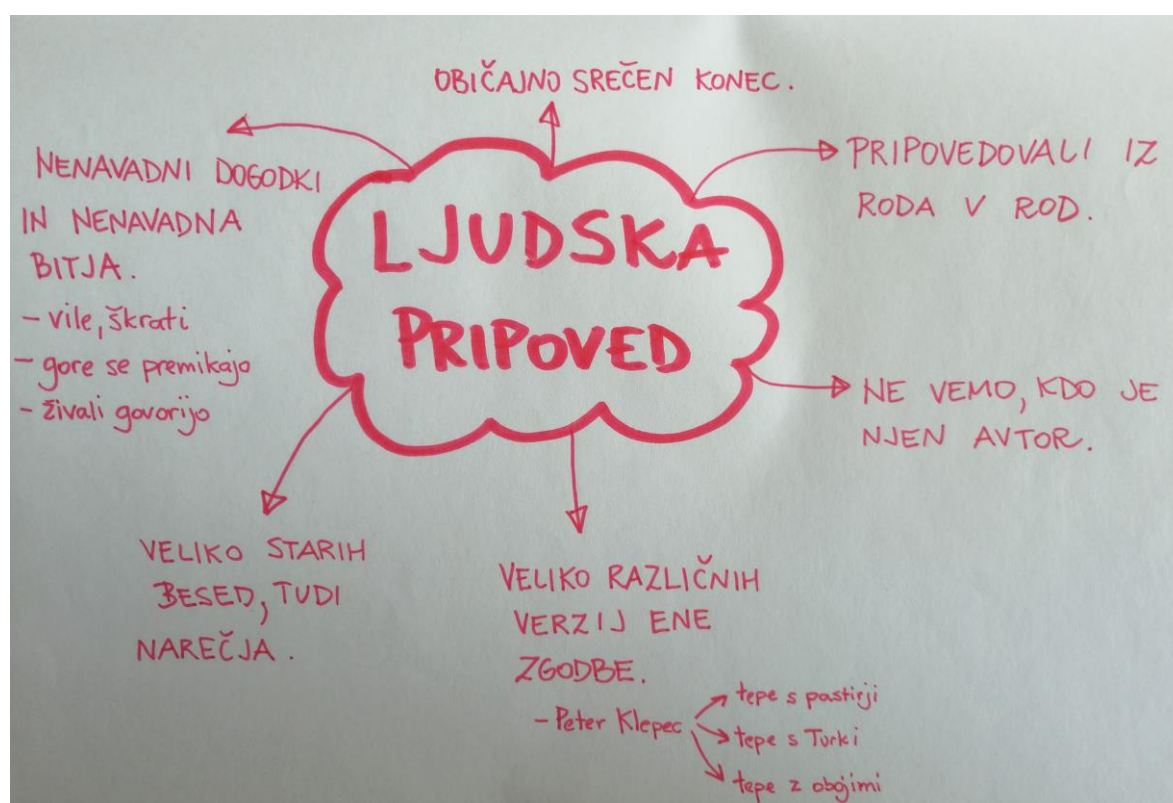 OBIČAJNO SREČEN KONEC.
NENAVADNI DOGODKI
IN NENAVADNA
BITJA.
- vile, škrati
- gore se premikajo
- živali govorijo
LJUDSKA
PRIPOVED
PRIPOVEDOVALI IZ
RODA V ROD.
NE VEMO, KDO JE
NJEN AVTOR.
VELIKO STARIH
BESED, TUDI
NAREČJA.
VELIKO RAZLIČNIH
VERZIJ ENE
ZGODBE.
- Peter Klepec
tepe s pastirji
tepe s Turki
tepe z obojimi